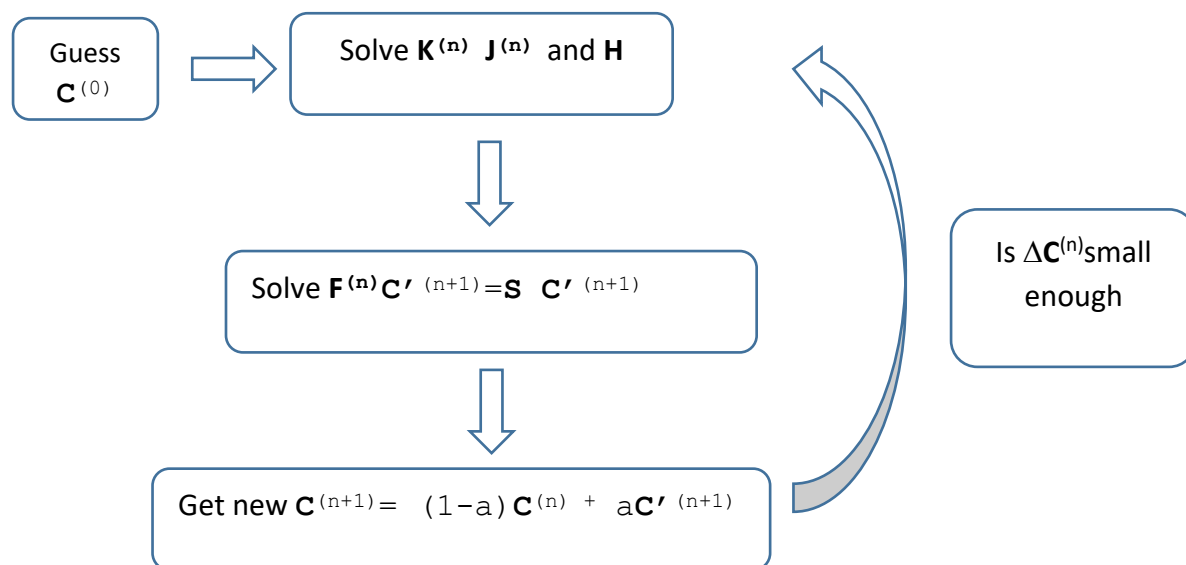 Guess
C⁽⁰⁾
Solve K⁽ⁿ⁾ J⁽ⁿ⁾ and H
Solve F⁽ⁿ⁾C′ ⁽ⁿ⁺¹⁾=S C′ ⁽ⁿ⁺¹⁾
Get new C⁽ⁿ⁺¹⁾= (1-a)C⁽ⁿ⁾ ⁺ aC′ ⁽ⁿ⁺¹⁾
Is ΔC⁽ⁿ⁾small
enough